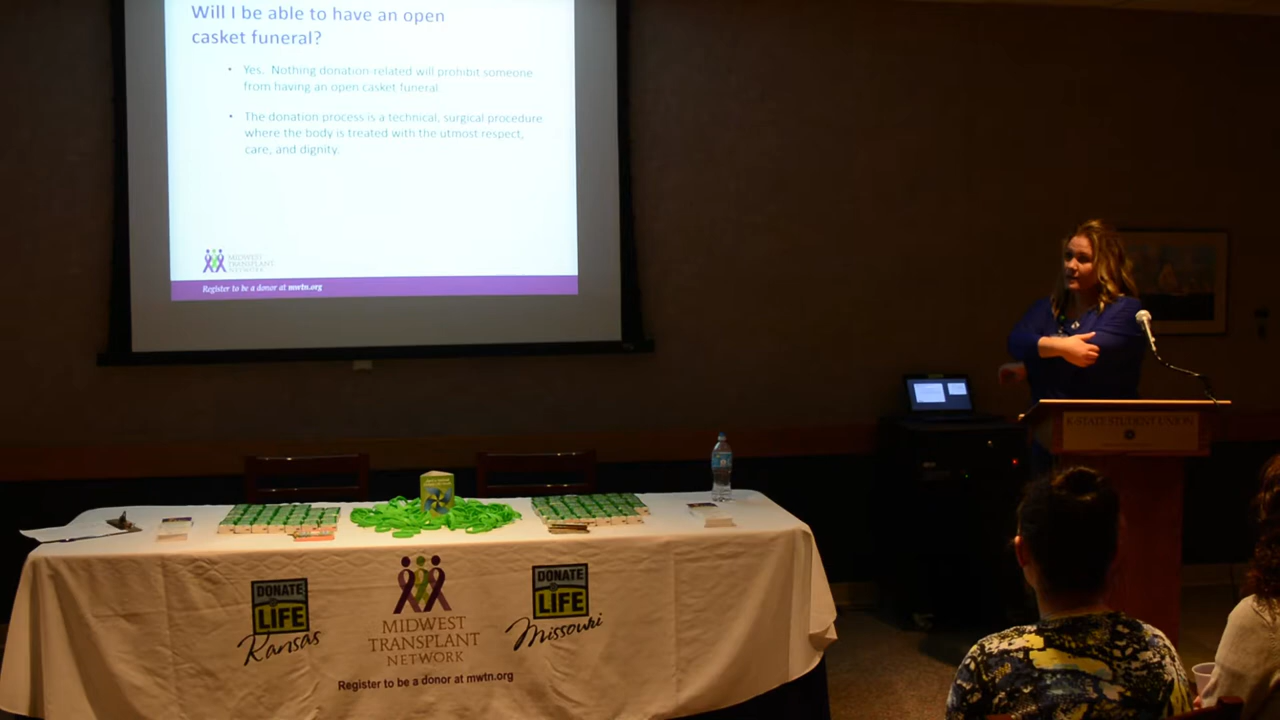 Will I be able to have an open
casket funeral?
• Yes. Nothing donation related will prohibit someone
from having an open casket funeral.
• The donation process is a technical, surgical procedure
where the body is treated with the utmost respect,
care, and dignity.
MIDWEST
TRANSPLANT
NETWORK
Register to be a donor at mwtn.org
K-STATE STUDENT UNION
DONATE
LIFE
Kansas
MIDWEST
TRANSPLANT
NETWORK
DONATE
LIFE
Missouri
Register to be a donor at mwtn.org